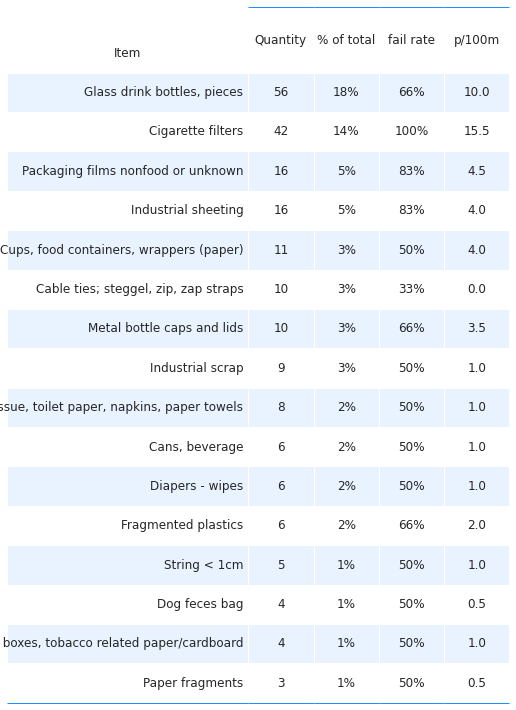 Item Quantity % of total fail rate p/100m
Glass drink bottles, pieces 56 18% 66% 10.0
Cigarette filters 42 14% 100% 15.5
Packaging films nonfood or unknown 16 5% 83% 4.5
Industrial sheeting 16 5% 83% 4.0
Cups, food containers, wrappers (paper) 11 3% 50% 4.0
Cable ties; steggel, zip, zap straps 10 3% 33% 0.0
Metal bottle caps and lids 10 3% 66% 3.5
Industrial scrap 9 3% 50% 1.0
ssue, toilet paper, napkins, paper towels 8 2% 50% 1.0
Cans, beverage 6 2% 50% 1.0
Diapers - wipes 6 2% 50% 1.0
Fragmented plastics 6 2% 66% 2.0
String < 1cm 5 1% 50% 1.0
Dog feces bag 4 1% 50% 0.5
boxes, tobacco related paper/cardboard 4 1% 50% 1.0
Paper fragments 3 1% 50% 0.5